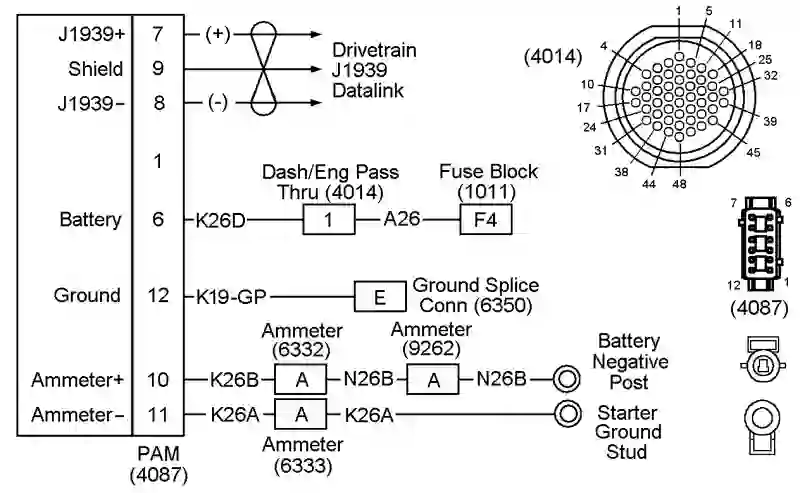 J1939+ 7 (+)
Shield 9
J1939− 8 (-)
Drivetrain
J1939
Datalink
1
Battery 6 K26D 1 A26 F4
Dash/Eng Pass
Thru (4014)
Fuse Block
(1011)
Ground 12 K19-GP E
Ground Splice
Conn (6350)
Ammeter
(6332)
Ammeter
(9262)
Ammeter+ 10 K26B A N26B A N26B
Battery
Negative
Post
Ammeter− 11 K26A A K26A
Starter
Ground
Stud
Ammeter
(6333)
PAM
(4087)
(4014)
1
5
11
18
25
32
39
45
48
44
38
31
24
17
10
4
7 6
12 1
(4087)